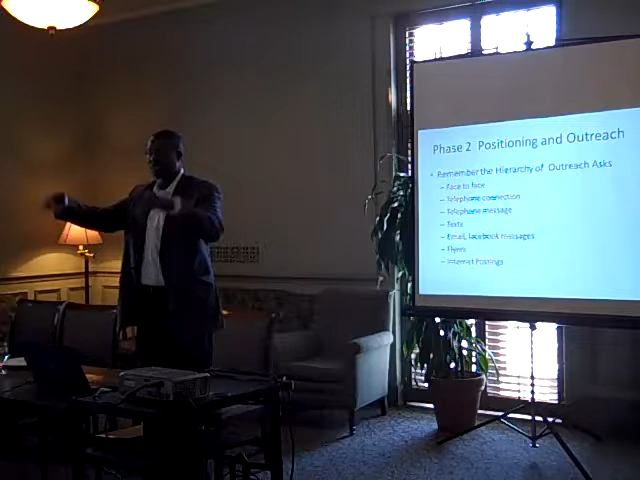 Phase 2 Positioning and Outreach
• Remember the Hierarchy of Outreach Asks
– Face to face
– Telephone connection
– Telephone message
– Texts
– Email, facebook messages
– Flyers
– Internet Postings